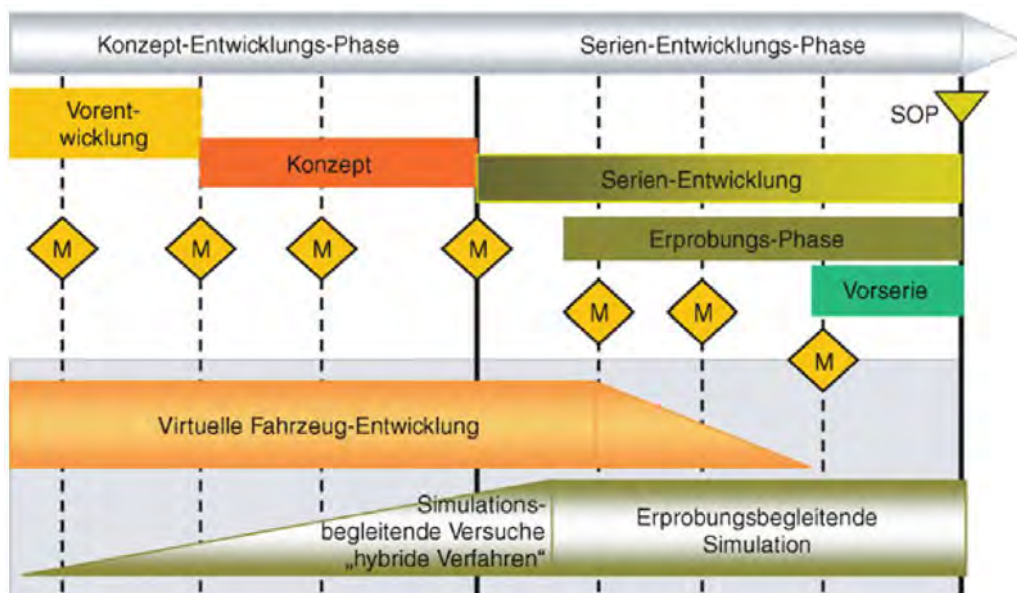 Konzept-Entwicklungs-Phase
Serien-Entwicklungs-Phase
Vorent-
wicklung
SOP
Konzept
Serien-Entwicklung
Erprobungs-Phase
M
M
M
M
Vorserie
M
M
M
Virtuelle Fahrzeug-Entwicklung
Simulations-
begleitende Versuche
„hybride Verfahren“
Erprobungsbegleitende
Simulation